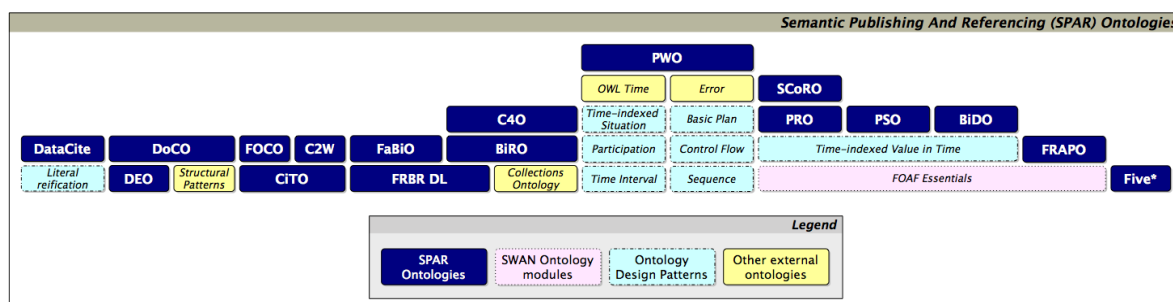 Semantic Publishing And Referencing (SPAR) Ontologies
PWO
OWL Time Error SCoRO
C4O Time-indexed Situation Basic Plan PRO PSO BiDO
DataCite DoCO FOCO C2W FaBiO BiRO Participation Control Flow Time-indexed Value in Time FRAPO
Literal reification DEO Structural Patterns CiTO FRBR DL Collections Ontology Time Interval Sequence FOAF Essentials Five*
Legend
SPAR Ontologies
SWAN Ontology modules
Ontology Design Patterns
Other external ontologies